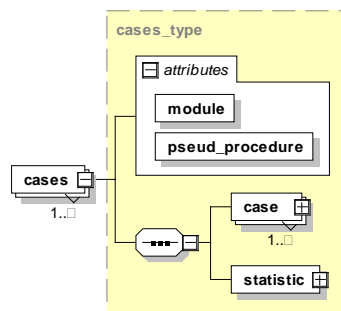 cases_type
attributes
module
pseud_procedure
cases
1..□
case
1..□
statistic